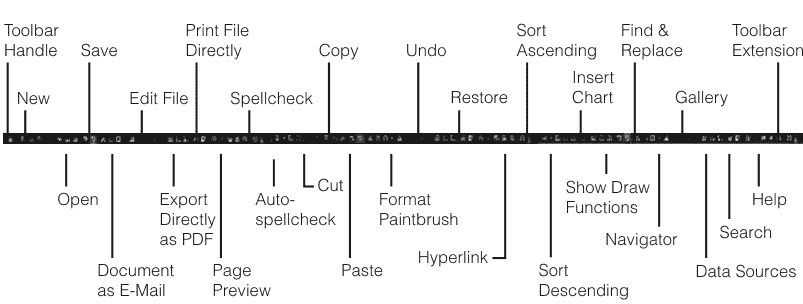 Toolbar
Handle
Save
Print File
Directly
Copy
Undo
Sort
Ascending
Find &
Replace
Toolbar
Extension
New
Edit File
Spellcheck
Restore
Insert
Chart
Gallery
Open
Export
Directly
as PDF
Auto-
spellcheck
Cut
Format
Paintbrush
Show Draw
Functions
Help
Document
as E-Mail
Page
Preview
Paste
Hyperlink
Sort
Descending
Navigator
Data Sources
Search